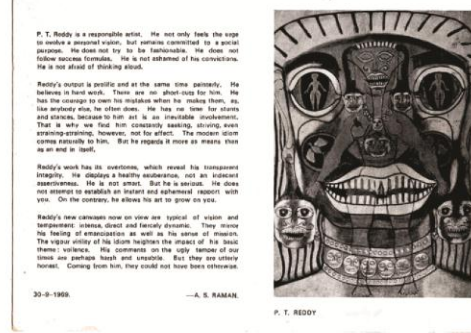 P. T. Reddy is a responsible artist. He not only feels the urge
to evolve a personal vision, but remains committed to a social
purpose. He does not try to be fashionable. He does not
follow success formulas. He is not ashamed of his convictions.
He is not afraid of thinking aloud.
Reddy's output is prolific and at the same time painterly. He
believes in hard work. There are no short-cuts for him. He
has the courage to own his mistakes when he makes them, as,
like anybody else, he often does. He has no time for stunts
and stances, because to him art is an inevitable involvement.
That is why we find him constantly seeking, striving, even
straining-straining, however, not for effect. The modern idiom
comes naturally to him. But he regards it more as means than
as an end in itself.
Reddy's work has its overtones, which reveal his transparent
integrity. He displays a healthy exuberance, not an indecent
assertiveness. He is not smart. But he is serious. He does
not attempt to establish an instant and ephemeral rapport with
you. On the contrary, he allows his art to grow on you.
Reddy's new canvases now on view are typical of vision and
temperament: intense, direct and fiercely dynamic. They mirror
his feeling of emancipation as well as his sense of mission.
The vigour virility of his idiom heighten the impact of his basic
theme: voilence. His comments on the ugly temper of our
times are perhaps harsh and unsubtle. But they are utterly
honest. Coming from him, they could not have been otherwise.
30-9-1969.
—A. S. RAMAN.
P. T. REDDY